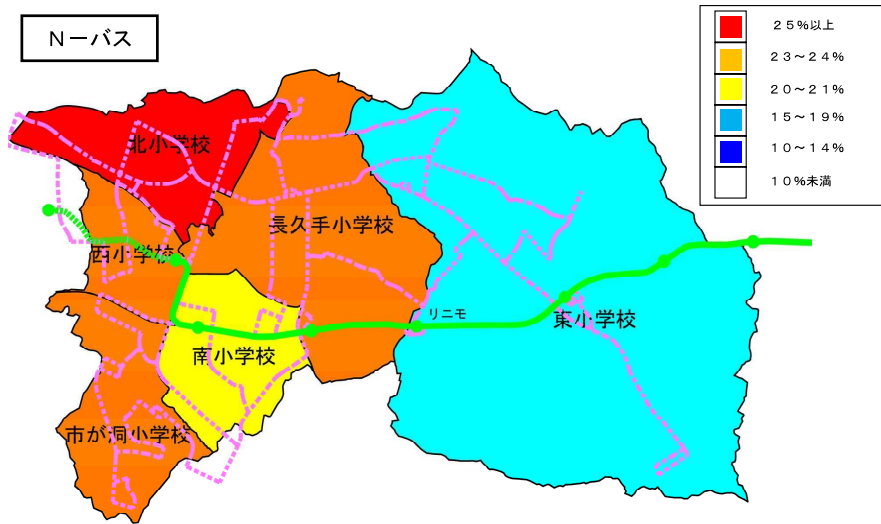 N－バス
２５％以上
２３～２４％
２０～２１％
１５～１９％
１０～１４％
１０％未満
北小学校
長久手小学校
西小学校
リニモ
東小学校
南小学校
市が洞小学校